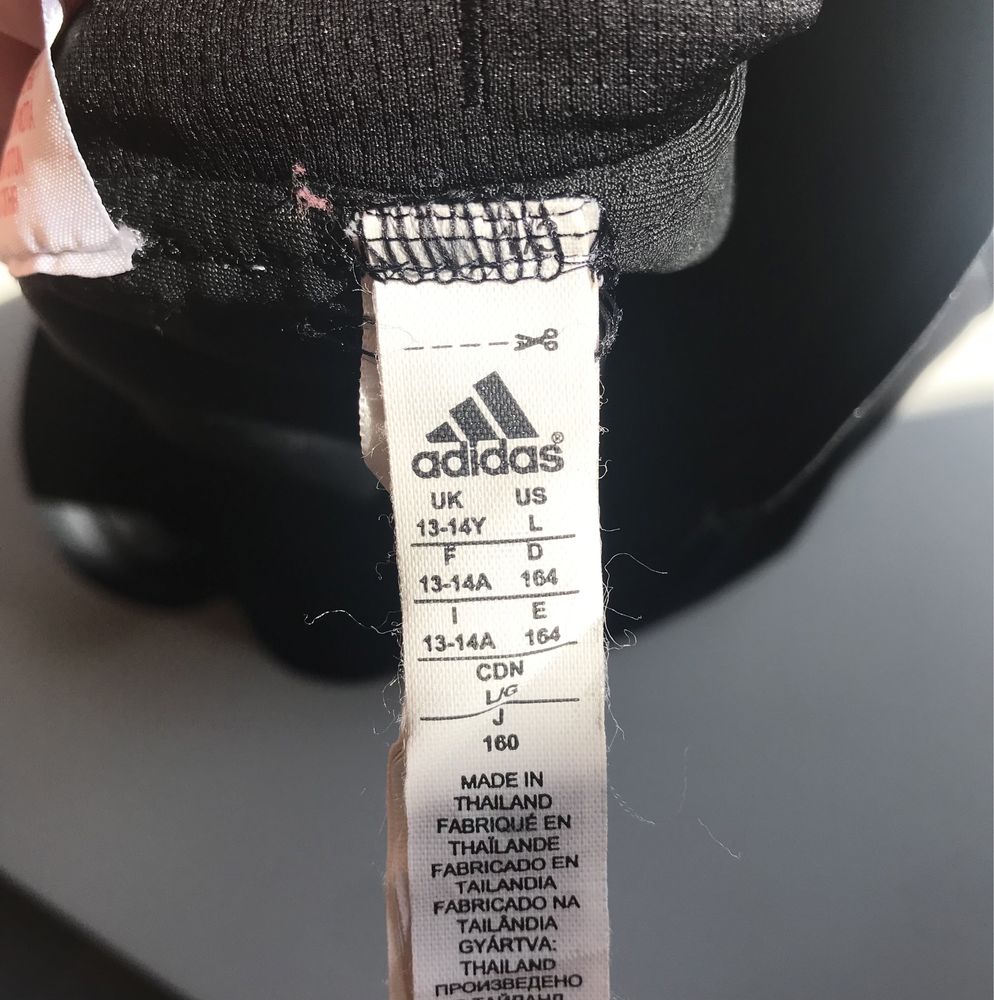 adidas®
UK US
13-14Y L
F D
13-14A 164
I E
13-14A 164
CDN
L/G
J
160
MADE IN
THAILAND
FABRIQUÉ EN
THAÏLANDE
FABRICADO EN
TAILANDIA
FABRICADO NA
TAILÂNDIA
GYÁRTVA:
THAILAND
ПРОИЗВЕДЕНО